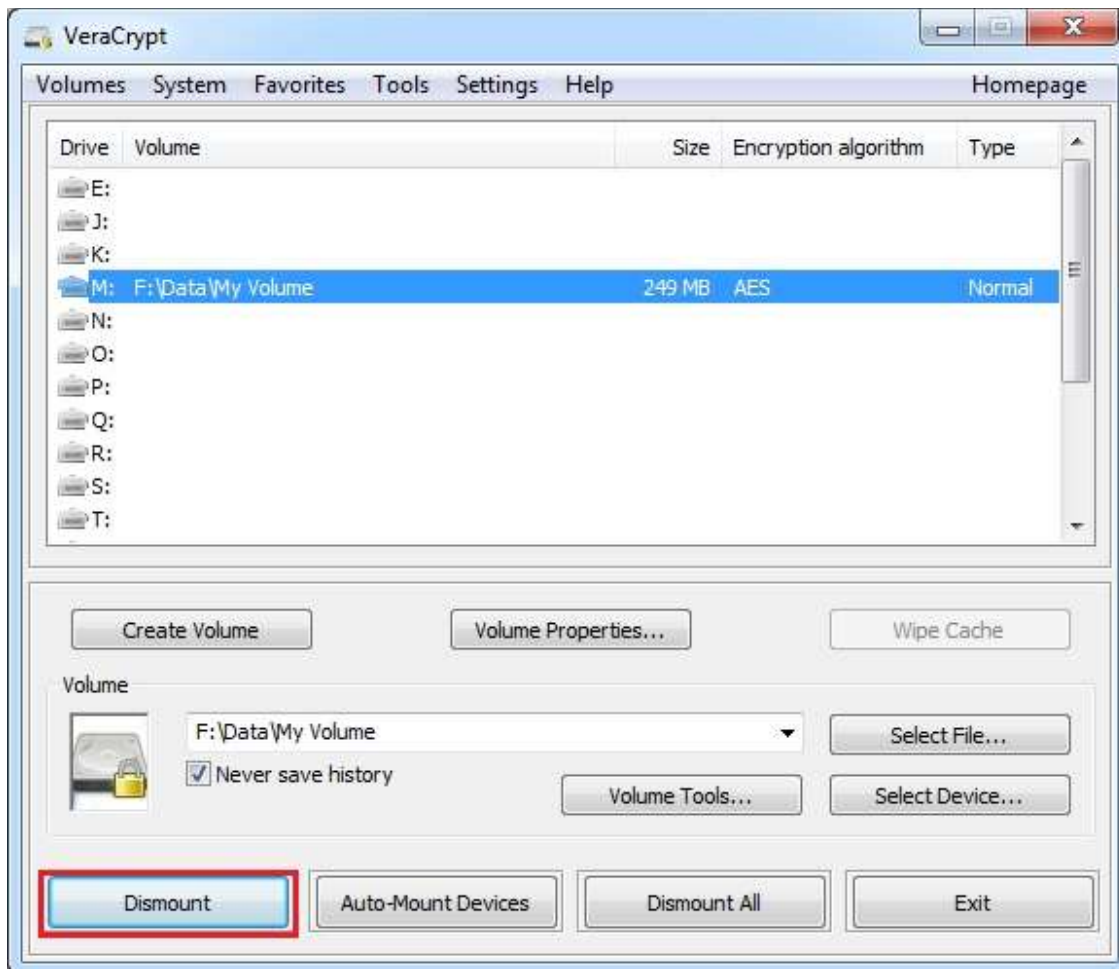 VeraCrypt
Volumes System Favorites Tools Settings Help Homepage
Drive Volume Size Encryption algorithm Type
E:
J:
K:
M: F:\Data\My Volume 249 MB AES Normal
N:
O:
P:
Q:
R:
S:
T:
Create Volume Volume Properties... Wipe Cache
Volume
F:\Data\My Volume Select File...
Never save history
Volume Tools... Select Device...
Dismount Auto-Mount Devices Dismount All Exit